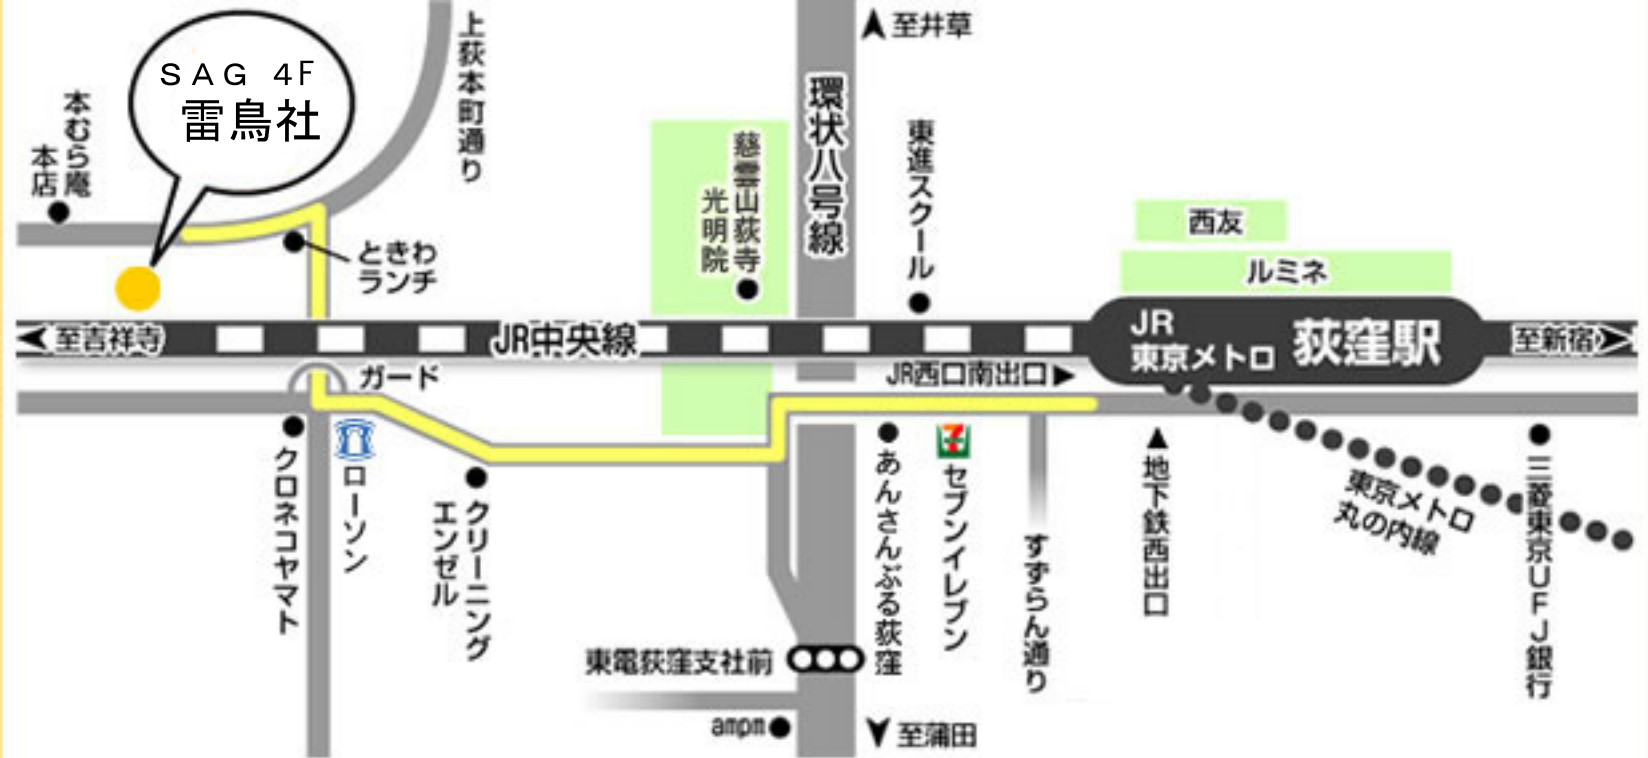 ＳＡＧ ４Ｆ
雷鳥社
本むら庵
本店
上荻本町通り
ときわ
ランチ
慈雲山荻寺
光明院
環状八号線
至井草
東進スクール
西友
ルミネ
至吉祥寺
JR中央線
JR
東京メトロ
荻窪駅
至新宿
ガード
JR西口南出口▶
クロネコヤマト
ローソン
クリーニング
エンゼル
あんさんぶる荻窪
7
セブンイレブン
すずらん通り
▲地下鉄西出口
東京メトロ
丸の内線
三菱東京ＵＦＪ銀行
東電荻窪支社前
ampm
至蒲田